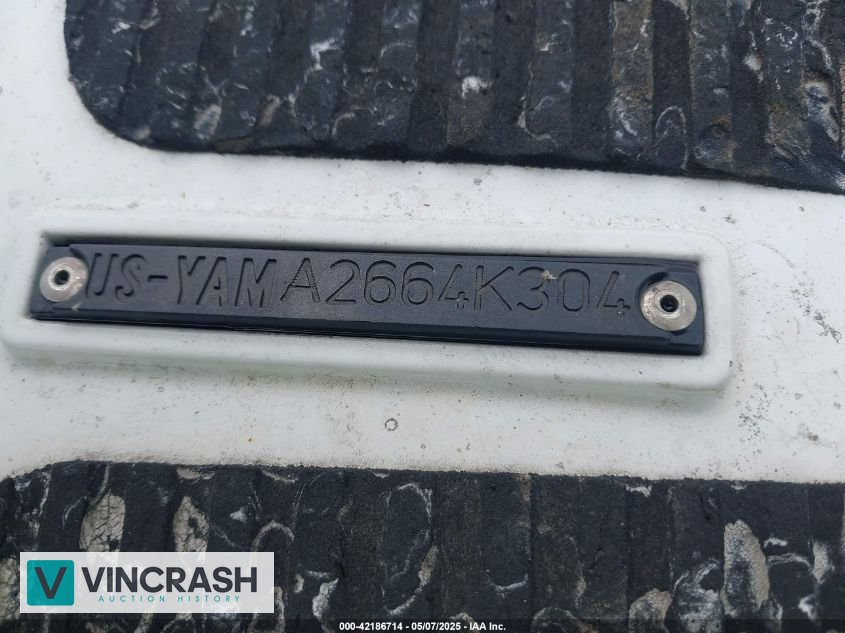 US-YAMA2664K304
V VINCRASH
AUCTION HISTORY
000-42186714 - 05/07/2025 - IAA Inc.